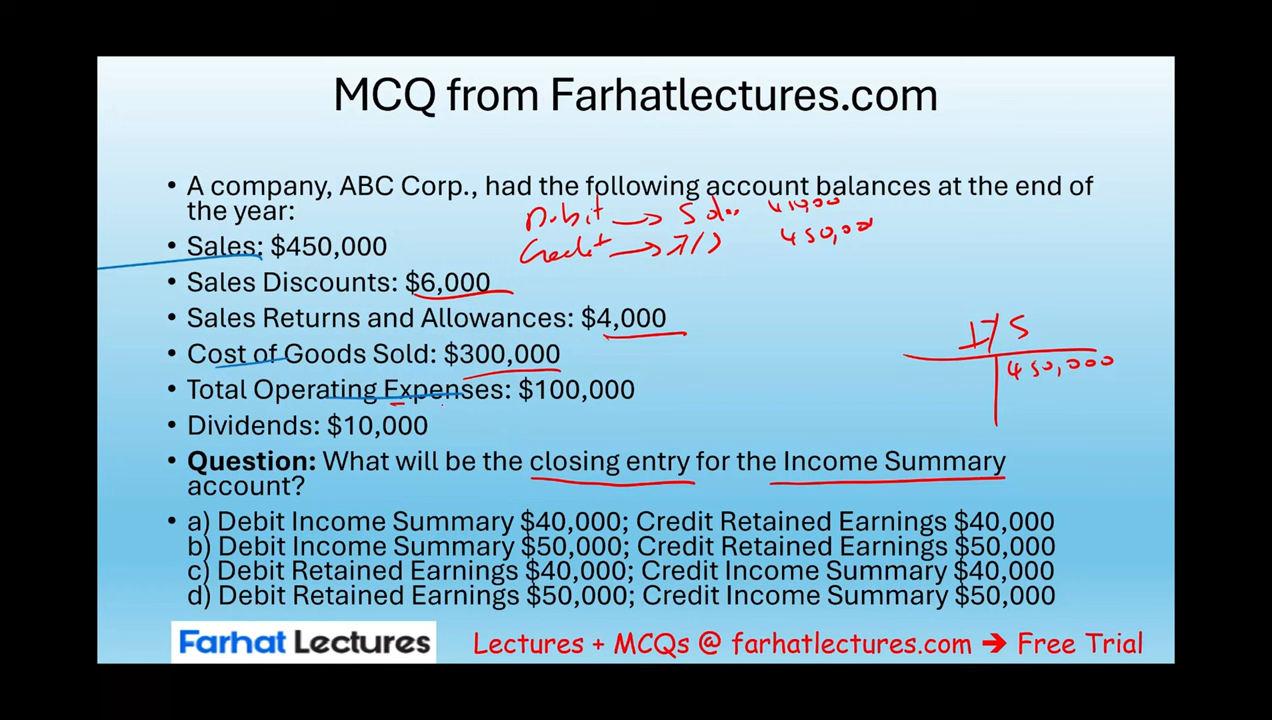 MCQ from Farhatlectures.com
• A company, ABC Corp., had the following account balances at the end of
the year:
Debit → Sales
Credit → I/S 450,000
• Sales: $450,000
• Sales Discounts: $6,000
• Sales Returns and Allowances: $4,000
I/S
• Cost of Goods Sold: $300,000
450,000
• Total Operating Expenses: $100,000
• Dividends: $10,000
• Question: What will be the closing entry for the Income Summary
account?
• a) Debit Income Summary $40,000; Credit Retained Earnings $40,000
b) Debit Income Summary $50,000; Credit Retained Earnings $50,000
c) Debit Retained Earnings $40,000; Credit Income Summary $40,000
d) Debit Retained Earnings $50,000; Credit Income Summary $50,000
Farhat Lectures
Lectures + MCQs @ farhatlectures.com → Free Trial